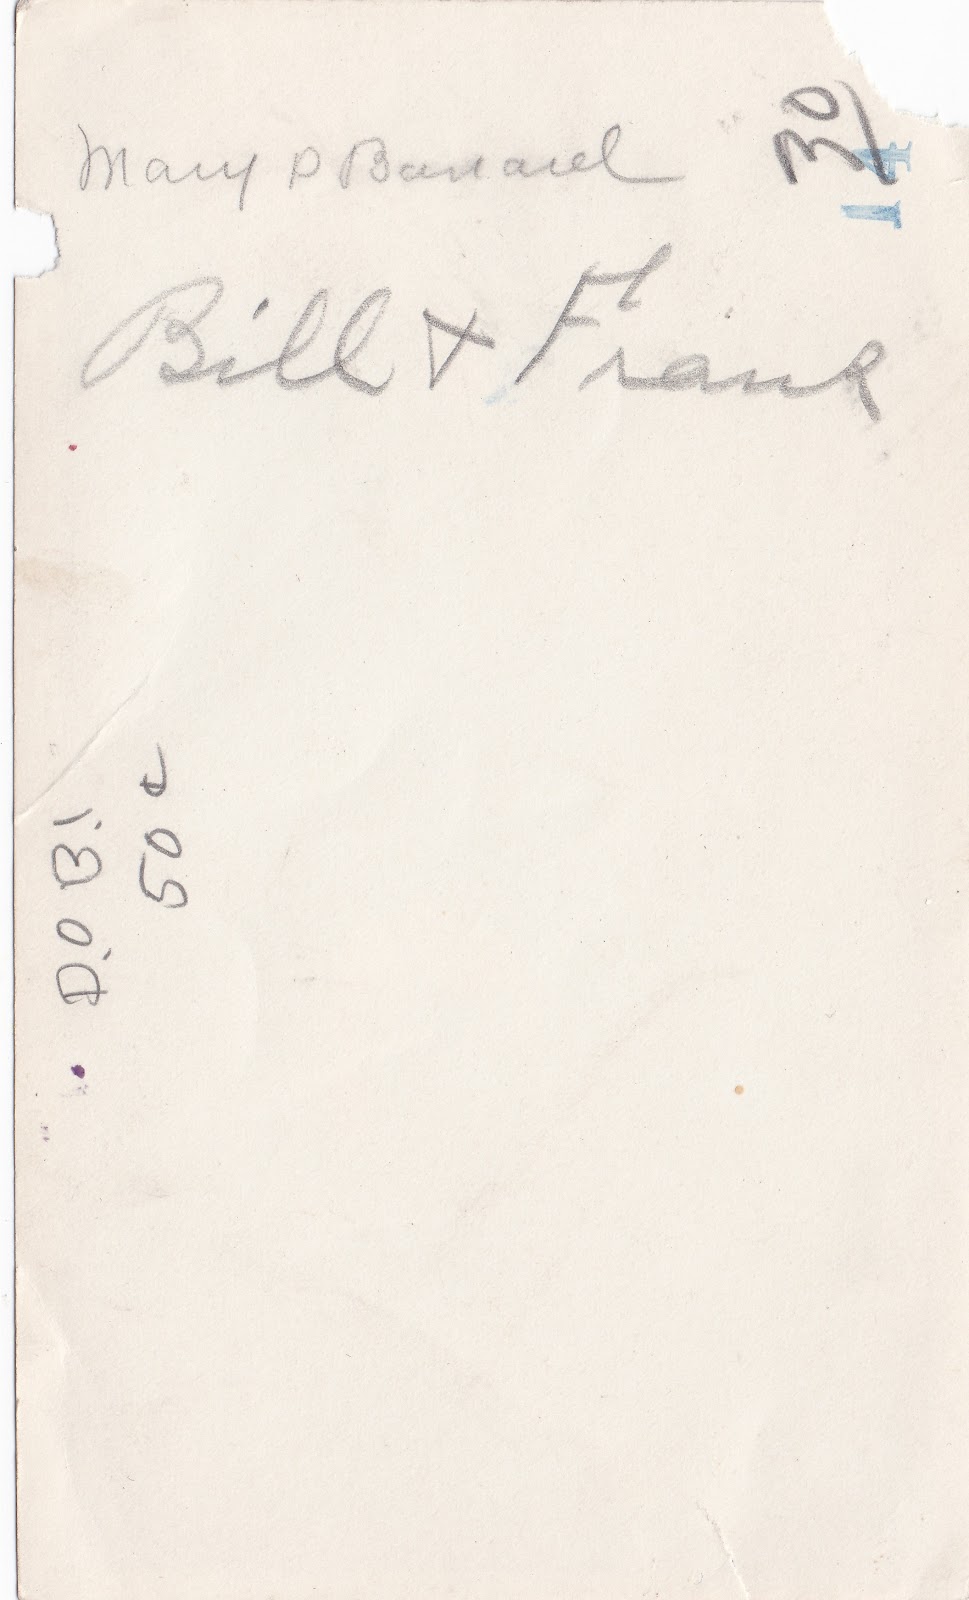 Mary D Barnard
30/
14
Bill & Frank
D.O.B.
50 ¢